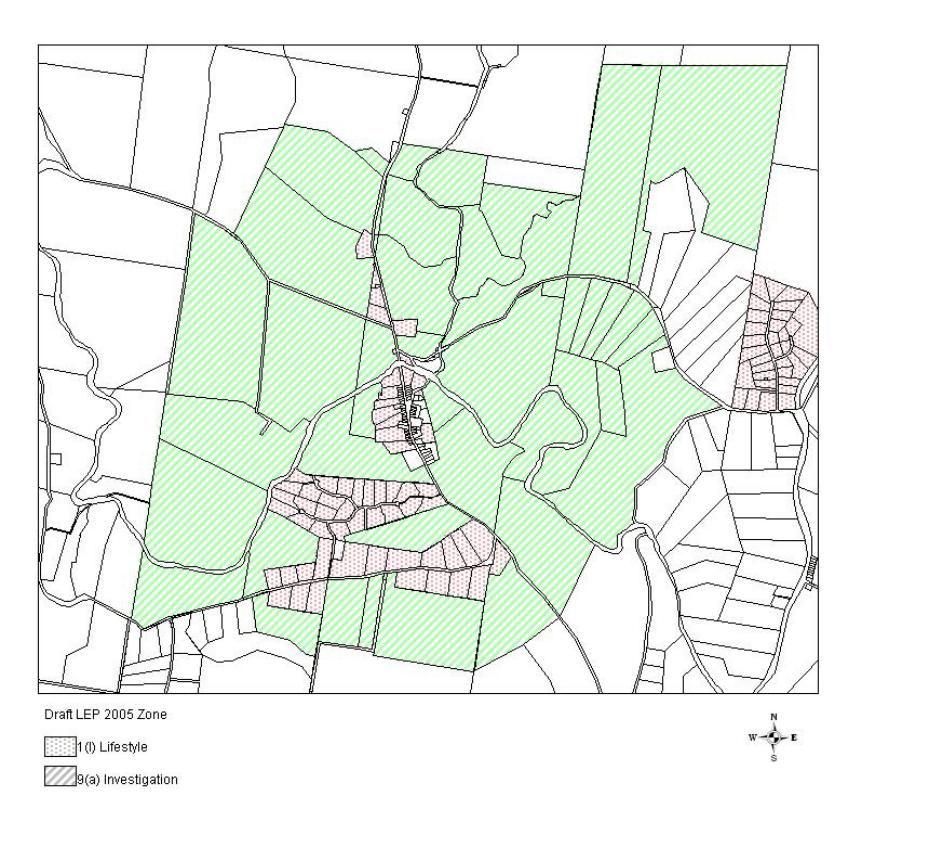 Draft LEP 2005 Zone
1(l) Lifestyle
9(a) Investigation
N
W E
S